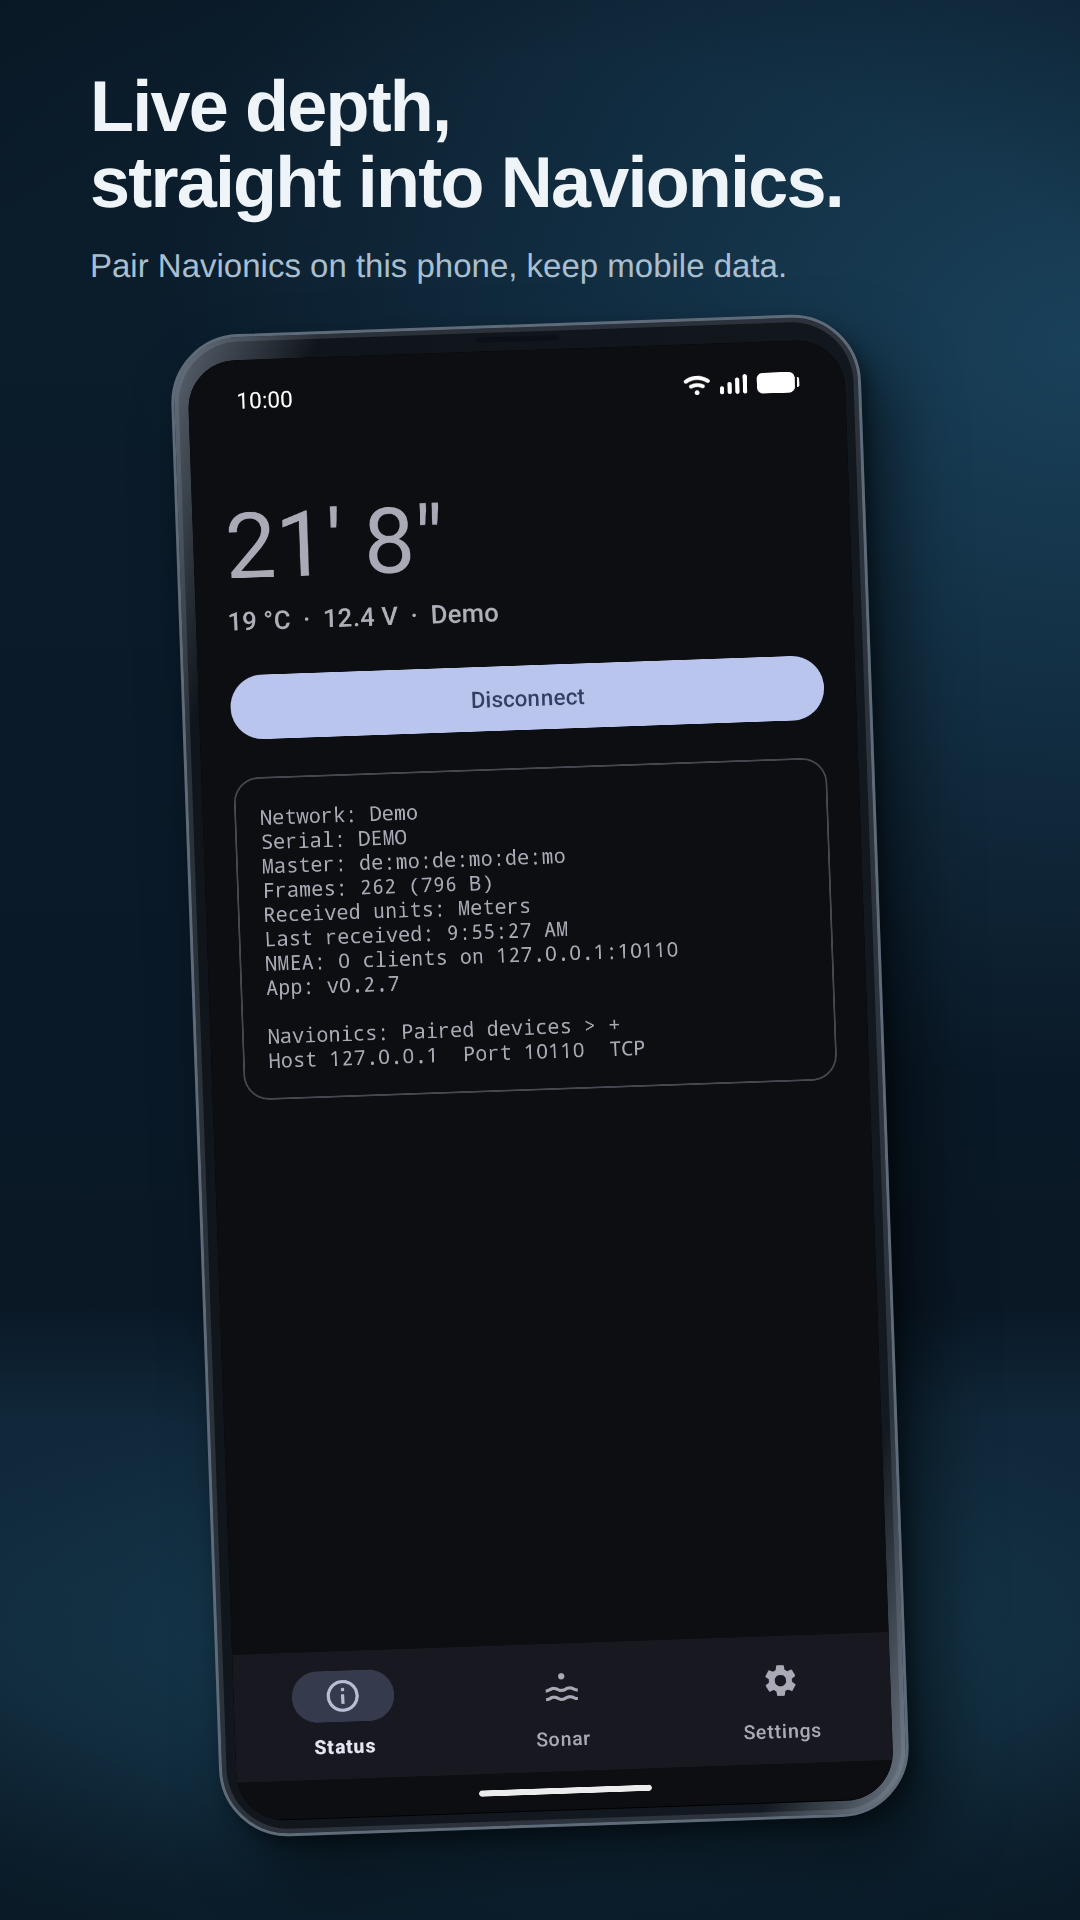 Live depth,
straight into Navionics.
Pair Navionics on this phone, keep mobile data.
10:00
21' 8"
19 °C · 12.4 V · Demo
Disconnect
Network: Demo
Serial: DEMO
Master: de:mo:de:mo:de:mo
Frames: 262 (796 B)
Received units: Meters
Last received: 9:55:27 AM
NMEA: 0 clients on 127.0.0.1:10110
App: v0.2.7
Navionics: Paired devices > +
Host 127.0.0.1  Port 10110  TCP
Status
Sonar
Settings